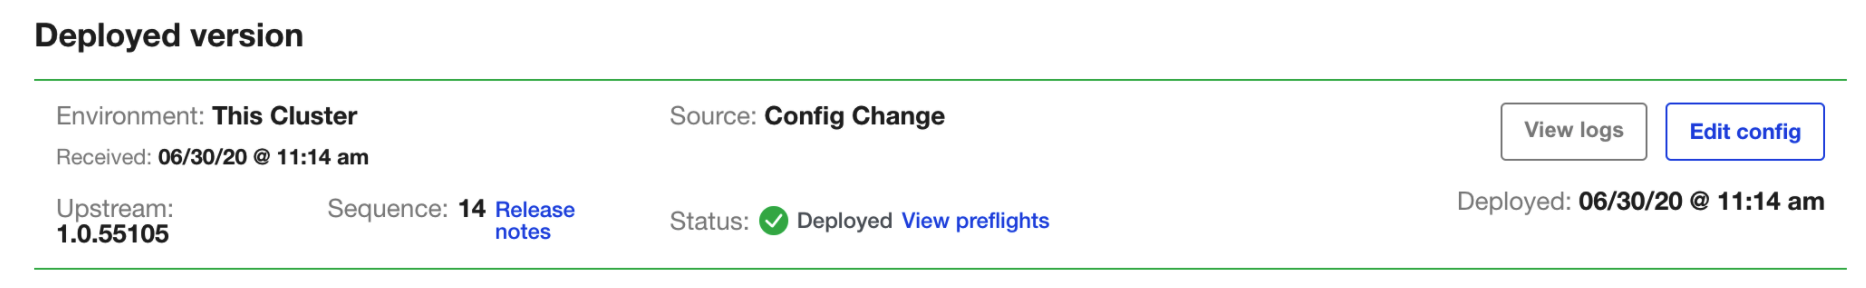 Deployed version
Environment: This Cluster
Received: 06/30/20 @ 11:14 am
Upstream:
1.0.55105
Sequence: 14 Release
notes
Source: Config Change
Status: Deployed View preflights
View logs
Edit config
Deployed: 06/30/20 @ 11:14 am